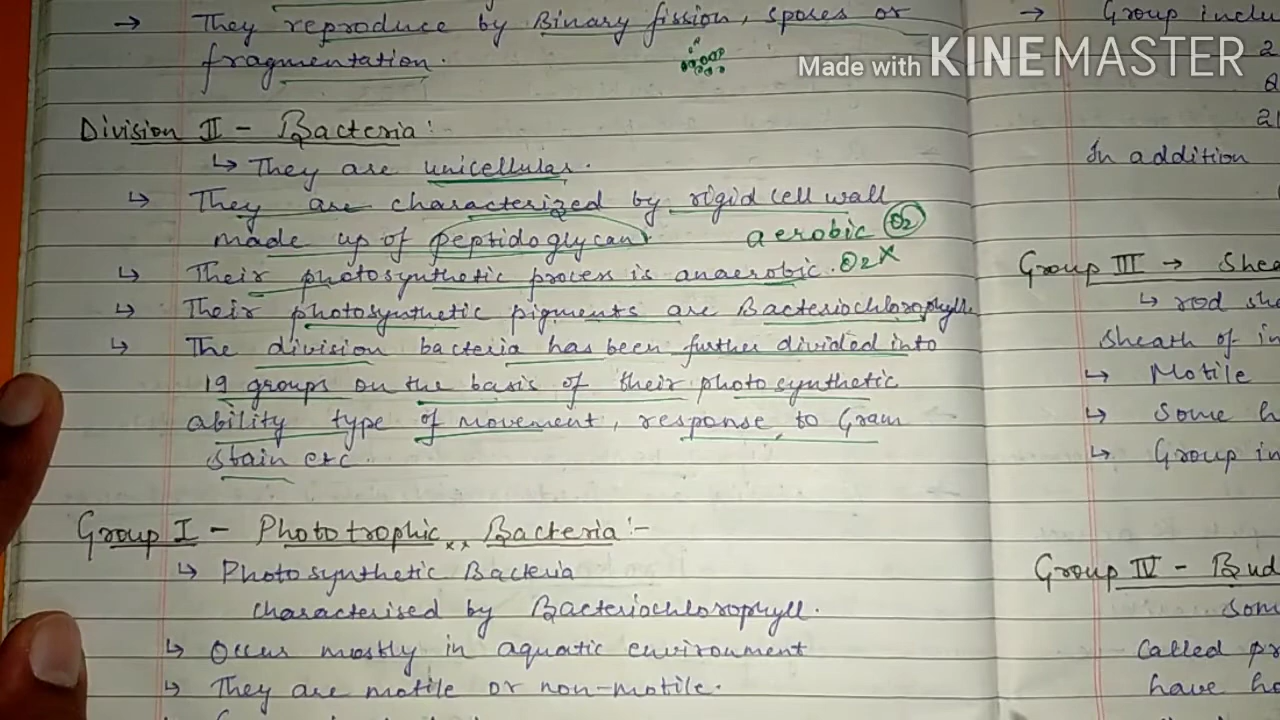 → They reproduce by Binary fission, spores or
fragmentation.
Made with KINEMASTER
Division II - Bacteria:-
↳ They are unicellular.
↳ They are characterized by rigid cell wall
made up of peptidoglycan
aerobic O2
↳ Their photosynthetic process is anaerobic. O2 X
↳ Their photosynthetic pigments are Bacteriochlorophyll
↳ The division bacteria has been further divided into
19 groups on the basis of their photosynthetic
ability type of movement, response to Gram
stain etc.
Group I - Phototrophic Bacteria:-
↳ Photosynthetic Bacteria
characterised by Bacteriochlorophyll.
↳ Occur mostly in aquatic environment
↳ They are motile or non-motile.
→ Group inclu
2
21
In addition
Group III → Shea
↳ rod sha
Sheath of in
↳ Motile
↳ Some h
↳ Group in
Group IV - Bud
Som
called pr
have ho